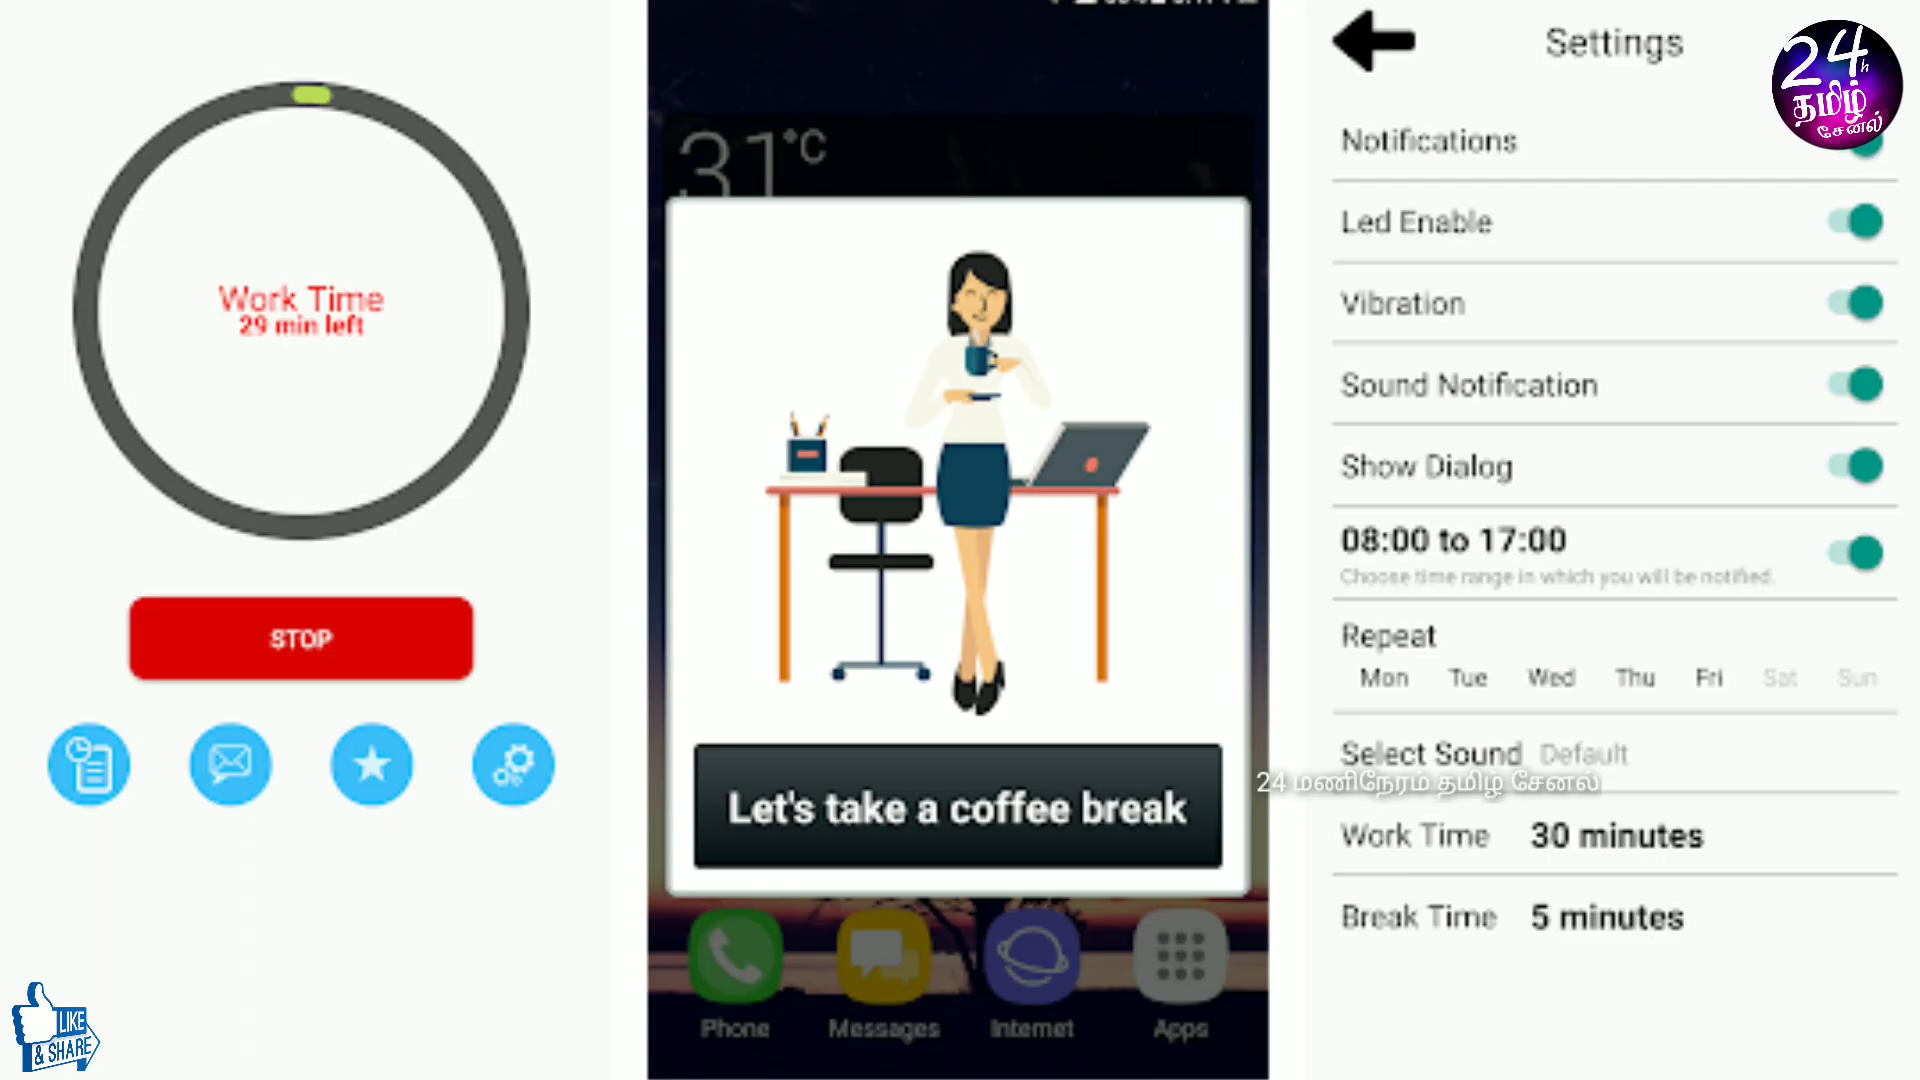 Work Time
29 min left
STOP
LIKE
& SHARE
31°C
Let's take a coffee break
Phone
Messages
Internet
Apps
Settings
24h
தமிழ்
சேனல்
Notifications
Led Enable
Vibration
Sound Notification
Show Dialog
08:00 to 17:00
Choose time range in which you will be notified.
Repeat
Mon Tue Wed Thu Fri Sat Sun
Select Sound Default
24 மணிநேரம் தமிழ் சேனல்
Work Time 30 minutes
Break Time 5 minutes